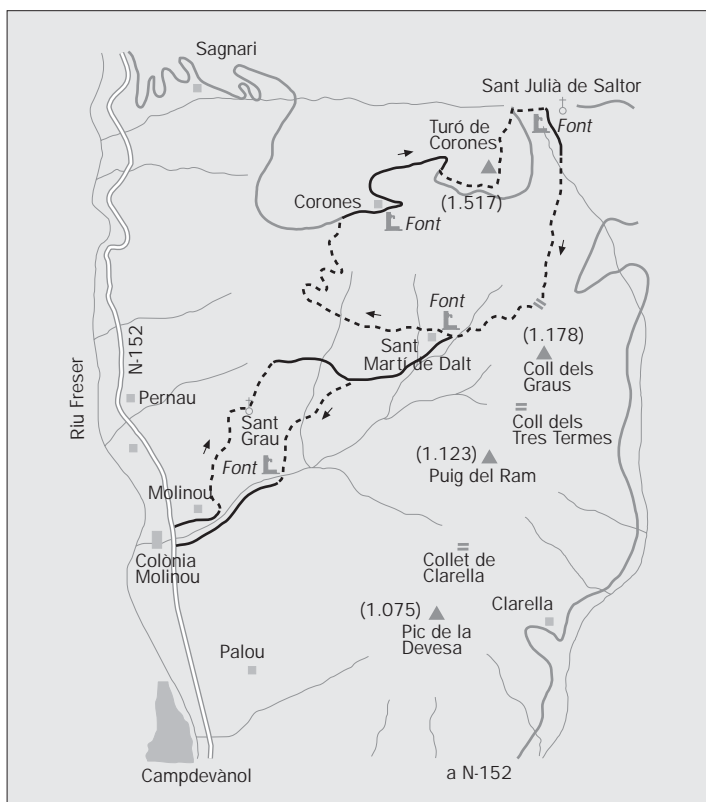 Sagnari
Sant Julià de Saltor
Turó de
Corones
Font
(1.517)
Corones
Font
Font
(1.178)
Coll dels
Graus
Sant
Martí de Dalt
N-152
Riu Freser
Pernau
Coll dels
Tres Termes
Sant
Grau
(1.123)
Puig del Ram
Font
Molinou
Colònia
Molinou
Collet de
Clarella
(1.075)
Pic de la
Devesa
Clarella
Palou
Campdevànol
a N-152